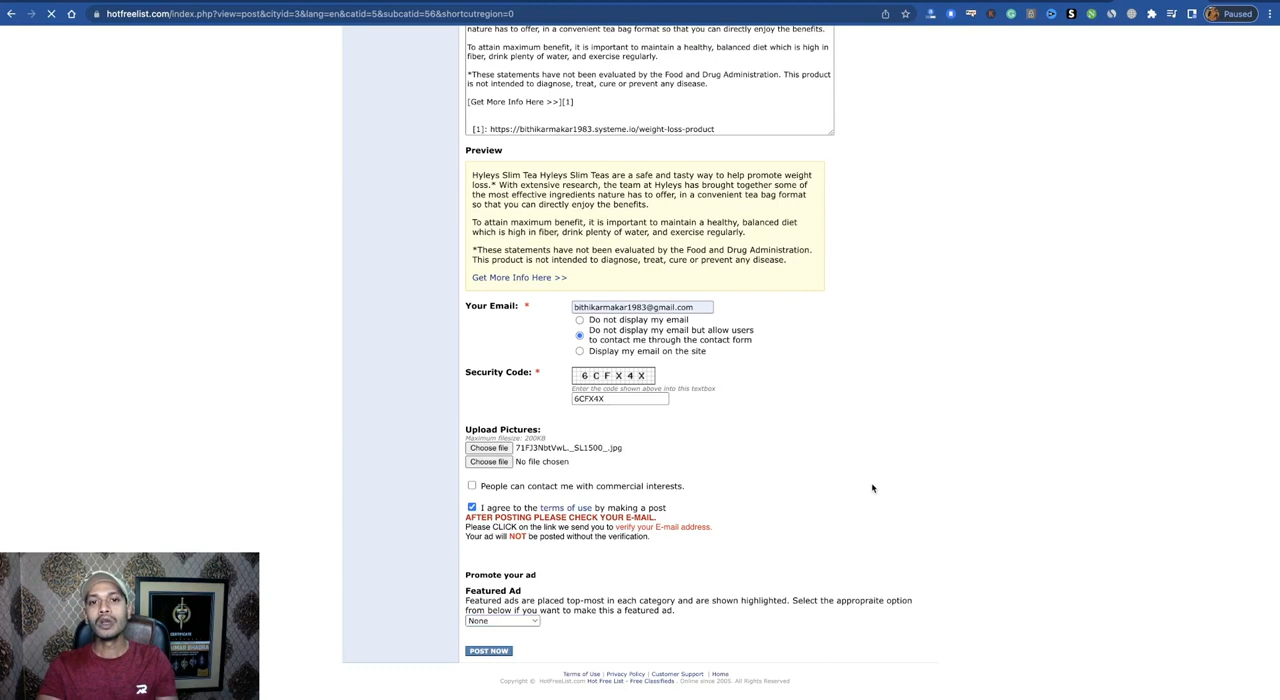 hotfreelist.com/index.php?view=post&cityid=3&lang=en&catid=5&subcatid=56&shortcutregion=0
Paused
nature has to offer, in a convenient tea bag format so that you can directly enjoy the benefits.
To attain maximum benefit, it is important to maintain a healthy, balanced diet which is high in
fiber, drink plenty of water, and exercise regularly.
*These statements have not been evaluated by the Food and Drug Administration. This product
is not intended to diagnose, treat, cure or prevent any disease.
[Get More Info Here >>][1]
[1]: https://bithikarmakar1983.systeme.io/weight-loss-product
Preview
Hyleys Slim Tea Hyleys Slim Teas are a safe and tasty way to help promote weight
loss.* With extensive research, the team at Hyleys has brought together some of
the most effective ingredients nature has to offer, in a convenient tea bag format
so that you can directly enjoy the benefits.
To attain maximum benefit, it is important to maintain a healthy, balanced diet
which is high in fiber, drink plenty of water, and exercise regularly.
*These statements have not been evaluated by the Food and Drug Administration.
This product is not intended to diagnose, treat, cure or prevent any disease.
Get More Info Here >>
Your Email: *
bithikarmakar1983@gmail.com
Do not display my email
Do not display my email but allow users
to contact me through the contact form
Display my email on the site
Security Code: *
6 C F X 4 X
Enter the code shown above into this textbox
6CFX4X
Upload Pictures:
Maximum filesize: 200KB
Choose file 71FJ3NbtVwL._SL1500_.jpg
Choose file No file chosen
People can contact me with commercial interests.
I agree to the terms of use by making a post
AFTER POSTING PLEASE CHECK YOUR E-MAIL.
Please CLICK on the link we send you to verify your E-mail address.
Your ad will NOT be posted without the verification.
Promote your ad
Featured Ad
Featured ads are placed top-most in each category and are shown highlighted. Select the appropraite option
from below if you want to make this a featured ad.
None
POST NOW
Terms of Use | Privacy Policy | Customer Support | Home
Copyright © HotFreeList.com Hot Free List - Free Classifieds. Online since 2005. All Rights Reserved.
CERTIFICATE